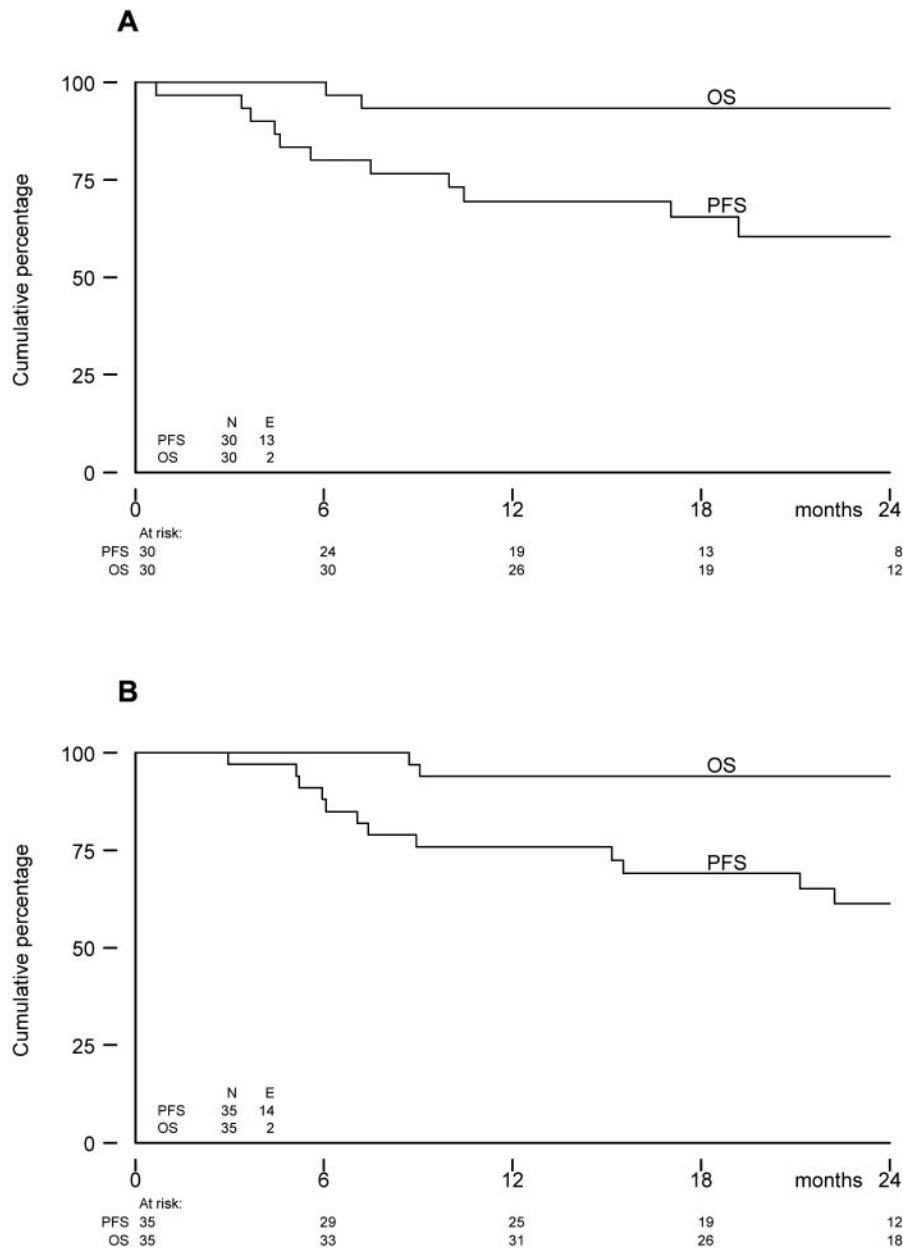 A
100
OS
75
PFS
50
25
Cumulative percentage
N E
PFS 30 13
OS 30 2
0
0 6 12 18 months 24
At risk:
PFS 30 24 19 13 8
OS 30 30 26 19 12
B
100
OS
75
PFS
50
25
Cumulative percentage
N E
PFS 35 14
OS 35 2
0
0 6 12 18 months 24
At risk:
PFS 35 29 25 19 12
OS 35 33 31 26 18